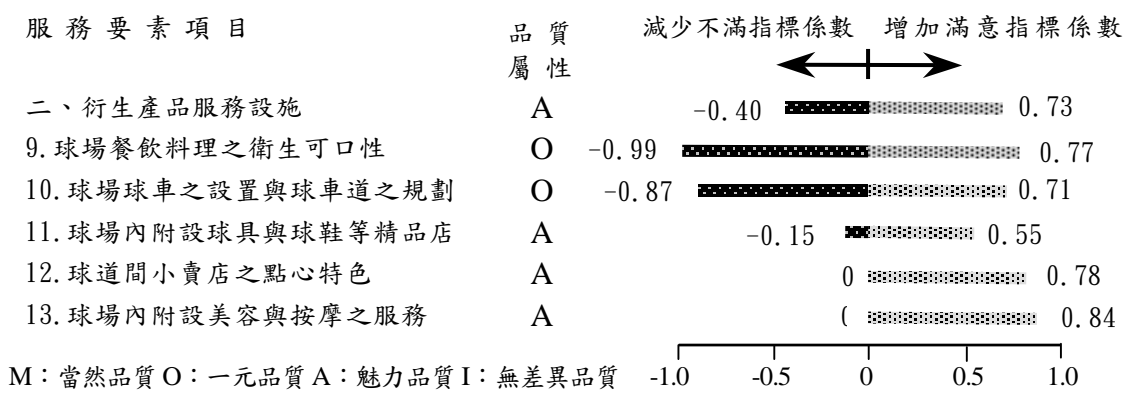 服務要素項目 品質屬性 減少不滿指標係數 增加滿意指標係數
二、衍生產品服務設施 A -0.40 0.73
9.球場餐飲料理之衛生可口性 O -0.99 0.77
10.球場球車之設置與球車道之規劃 O -0.87 0.71
11.球場內附設球具與球鞋等精品店 A -0.15 0.55
12.球道間小賣店之點心特色 A 0 0.78
13.球場內附設美容與按摩之服務 A ( 0.84
M：當然品質 O：一元品質 A：魅力品質 I：無差異品質 -1.0 -0.5 0 0.5 1.0